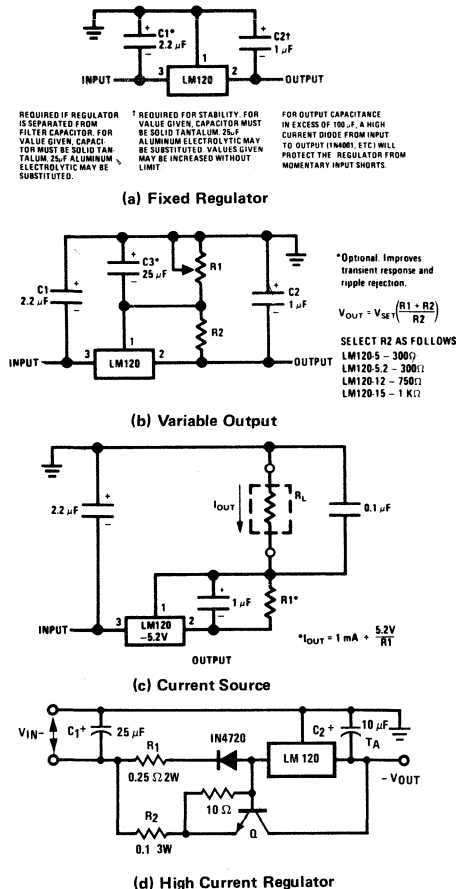 C1*
2.2 μF
+
−
C2†
1 μF
+
−
1
INPUT
3
LM120
2
OUTPUT
REQUIRED IF REGULATOR
IS SEPARATED FROM
FILTER CAPACITOR. FOR
VALUE GIVEN, CAPACI-
TOR MUST BE SOLID TAN-
TALUM. 25μF ALUMINUM
ELECTROLYTIC MAY BE
SUBSTITUTED.
† REQUIRED FOR STABILITY. FOR
VALUE GIVEN, CAPACITOR MUST
BE SOLID TANTALUM. 25μF
ALUMINUM ELECTROLYTIC MAY
BE SUBSTITUTED. VALUES GIVEN
MAY BE INCREASED WITHOUT
LIMIT.
FOR OUTPUT CAPACITANCE
IN EXCESS OF 100 μF, A HIGH
CURRENT DIODE FROM INPUT
TO OUTPUT (1N4001, ETC) WILL
PROTECT THE REGULATOR FROM
MOMENTARY INPUT SHORTS.
(a) Fixed Regulator
C1
2.2 μF
+
−
C3*
25 μF
+
−
R1
R2
C2
1 μF
+
−
1
INPUT
3
LM120
2
OUTPUT
*Optional. Improves
transient response and
ripple rejection.
VOUT = VSET (R1 + R2 / R2)
SELECT R2 AS FOLLOWS
LM120-5 – 300Ω
LM120-5.2 – 300Ω
LM120-12 – 750Ω
LM120-15 – 1 KΩ
(b) Variable Output
2.2 μF
+
−
IOUT
RL
0.1 μF
1
INPUT
3
LM120
−5.2V
2
1 μF
+
−
R1*
OUTPUT
*IOUT = 1 mA + 5.2V / R1
(c) Current Source
VIN-
C1+
25 μF
R1
0.25 Ω 2W
IN4720
LM 120
C2 +
10 μF
TA
- VOUT
10 Ω
R2
0.1 3W
Q
(d) High Current Regulator